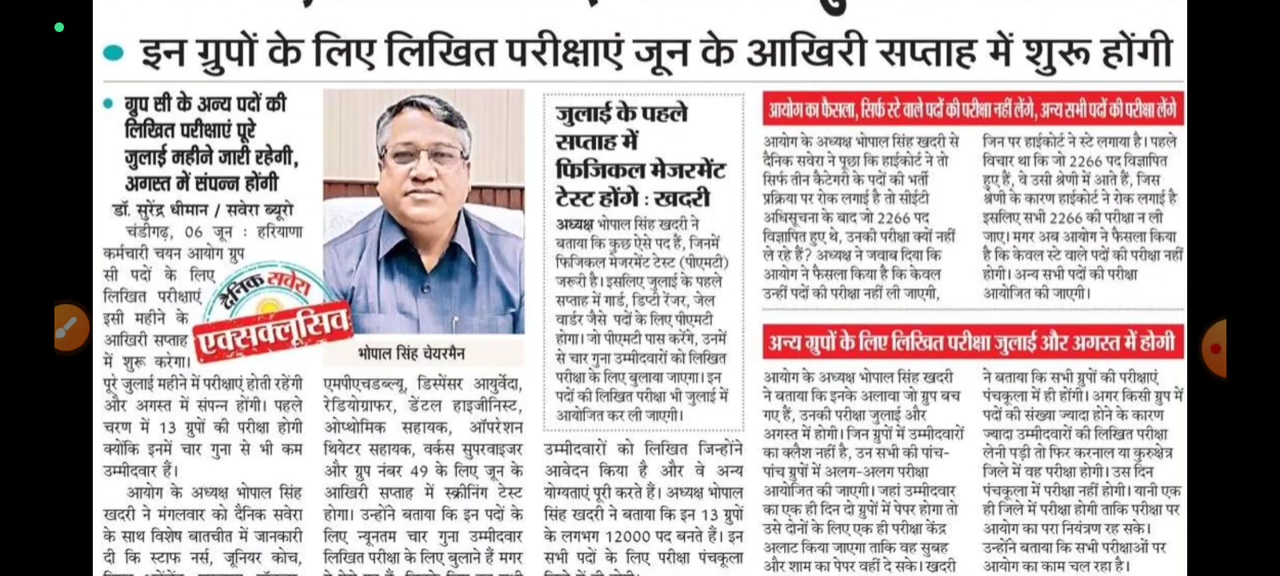 • इन ग्रुपों के लिए लिखित परीक्षाएं जून के आखिरी सप्ताह में शुरू होंगी
• ग्रुप सी के अन्य पदों की
लिखित परीक्षाएं पूरे
जुलाई महीने जारी रहेगी,
अगस्त में संपन्न होंगी
डॉ. सुरेंद्र धीमान / सवेरा ब्यूरो
चंडीगढ़, 06 जून : हरियाणा
कर्मचारी चयन आयोग ग्रुप
सी पदों के लिए
लिखित परीक्षाएं
इसी महीने के
आखिरी सप्ताह
में शुरू करेगा।
पूरे जुलाई महीने में परीक्षाएं होती रहेंगी
और अगस्त में संपन होंगी। पहले
चरण में 13 ग्रुपों की परीक्षा होगी
क्योंकि इनमें चार गुना से भी कम
उम्मीदवार हैं।
आयोग के अध्यक्ष भोपाल सिंह
खदरी ने मंगलवार को दैनिक सवेरा
के साथ विशेष बातचीत में जानकारी
दी कि स्टाफ नर्स, जूनियर कोच,
दैनिक सवेरा
एक्सक्लूसिव
भोपाल सिंह चेयरमैन
एमपीएचडब्ल्यू, डिस्पेंसर आयुर्वेदा,
रेडियोग्राफर, डेंटल हाइजीनिस्ट,
ओप्थोमिक सहायक, ऑपरेशन
थियेटर सहायक, वर्कस सुपरवाइजर
और ग्रुप नंबर 49 के लिए जून के
आखिरी सप्ताह में स्क्रीनिंग टेस्ट
होगा। उन्होंने बताया कि इन पदों के
लिए न्यूनतम चार गुना उम्मीदवार
लिखित परीक्षा के लिए बुलाने हैं मगर
जुलाई के पहले
सप्ताह में
फिजिकल मेजरमेंट
टेस्ट होंगे : खदरी
अध्यक्ष भोपाल सिंह खदरी ने
बताया कि कुछ ऐसे पद हैं, जिनमें
फिजिकल मेजरमेंट टेस्ट (पीएमटी)
जरूरी है। इसलिए जुलाई के पहले
सप्ताह में गार्ड, डिप्टी रेंजर, जेल
वार्डर जैसे पदों के लिए पीएमटी
होगा। जो पीएमटी पास करेंगे, उनमें
से चार गुना उम्मीदवारों को लिखित
परीक्षा के लिए बुलाया जाएगा। इन
पदों की लिखित परीक्षा भी जुलाई में
आयोजित कर ली जाएगी।
उम्मीदवारों को लिखित जिन्होंने
आवेदन किया है और वे अन्य
योग्यताएं पूरी करते हैं। अध्यक्ष भोपाल
सिंह खदरी ने बताया कि इन 13 ग्रुपों
के लगभग 12000 पद बनते हैं। इन
सभी पदों के लिए परीक्षा पंचकूला
आयोग का फैसला, सिर्फ स्टे वाले पदों की परीक्षा नहीं लेंगे, अन्य सभी पदों की परीक्षा लेंगे
आयोग के अध्यक्ष भोपाल सिंह खदरी से
दैनिक सवेरा ने पूछा कि हाईकोर्ट ने तो
सिर्फ तीन कैटेगरी के पदों की भर्ती
प्रक्रिया पर रोक लगाई है तो सीईटी
अधिसूचना के बाद जो 2266 पद
विज्ञापित हुए थे, उनकी परीक्षा क्यों नहीं
ले रहे हैं? अध्यक्ष ने जवाब दिया कि
आयोग ने फैसला किया है कि केवल
उन्हीं पदों की परीक्षा नहीं ली जाएगी,
जिन पर हाईकोर्ट ने स्टे लगाया है। पहले
विचार था कि जो 2266 पद विज्ञापित
हुए हैं, वे उसी श्रेणी में आते हैं, जिस
श्रेणी के कारण हाईकोर्ट ने रोक लगाई है
इसलिए सभी 2266 की परीक्षा न ली
जाए। मगर अब आयोग ने फैसला किया
है कि केवल स्टे वाले पदों की परीक्षा नहीं
होगी। अन्य सभी पदों की परीक्षा
आयोजित की जाएगी।
अन्य ग्रुपों के लिए लिखित परीक्षा जुलाई और अगस्त में होगी
आयोग के अध्यक्ष भोपाल सिंह खदरी
ने बताया कि इनके अलावा जो ग्रुप बच
गए हैं, उनकी परीक्षा जुलाई और
अगस्त में होगी। जिन ग्रुपों में उम्मीदवारों
का क्लैश नहीं है, उन सभी की पांच-
पांच ग्रुपों में अलग-अलग परीक्षा
आयोजित की जाएगी। जहां उम्मीदवार
का एक ही दिन दो ग्रुपों में पेपर होगा तो
उसे दोनों के लिए एक ही परीक्षा केंद्र
अलाट किया जाएगा ताकि वह सुबह
और शाम का पेपर वहीं दे सके। खदरी
ने बताया कि सभी ग्रुपों की परीक्षाएं
पंचकूला में ही होंगी। अगर किसी ग्रुप में
पदों की संख्या ज्यादा होने के कारण
ज्यादा उम्मीदवारों की लिखित परीक्षा
लेनी पड़ी तो फिर करनाल या कुरुक्षेत्र
जिले में वह परीक्षा होगी। उस दिन
पंचकूला में परीक्षा नहीं होगी। यानी एक
ही जिले में परीक्षा होगी ताकि परीक्षा पर
आयोग का परा नियंत्रण रह सके।
उन्होंने बताया कि सभी परीक्षाओं पर
आयोग का काम चल रहा है।